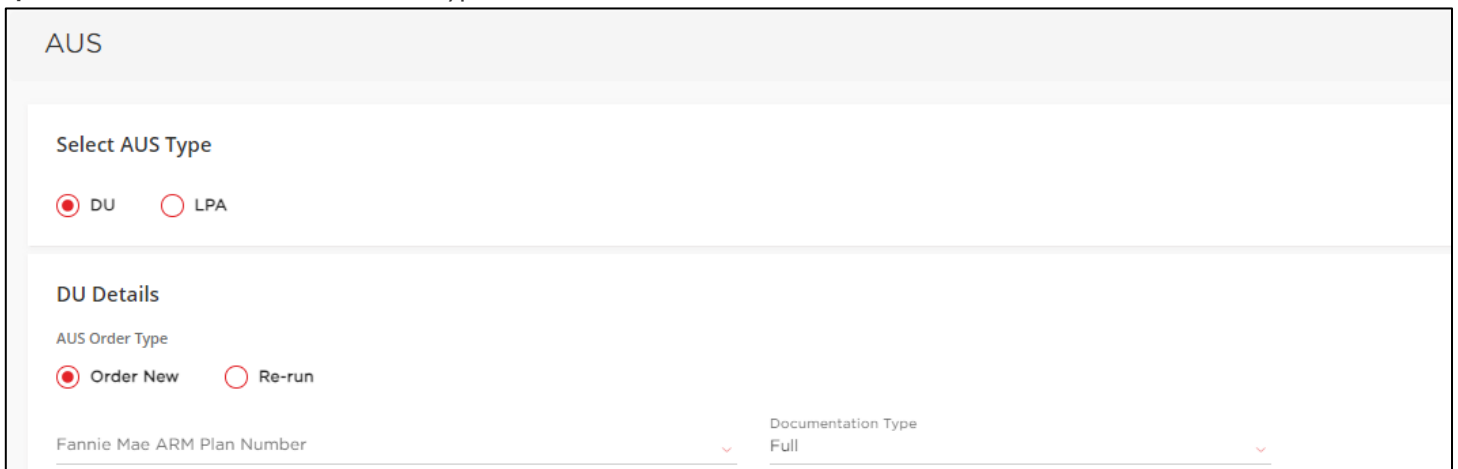 AUS
Select AUS Type
DU LPA
DU Details
AUS Order Type
Order New Re-run
Documentation Type
Fannie Mae ARM Plan Number Full